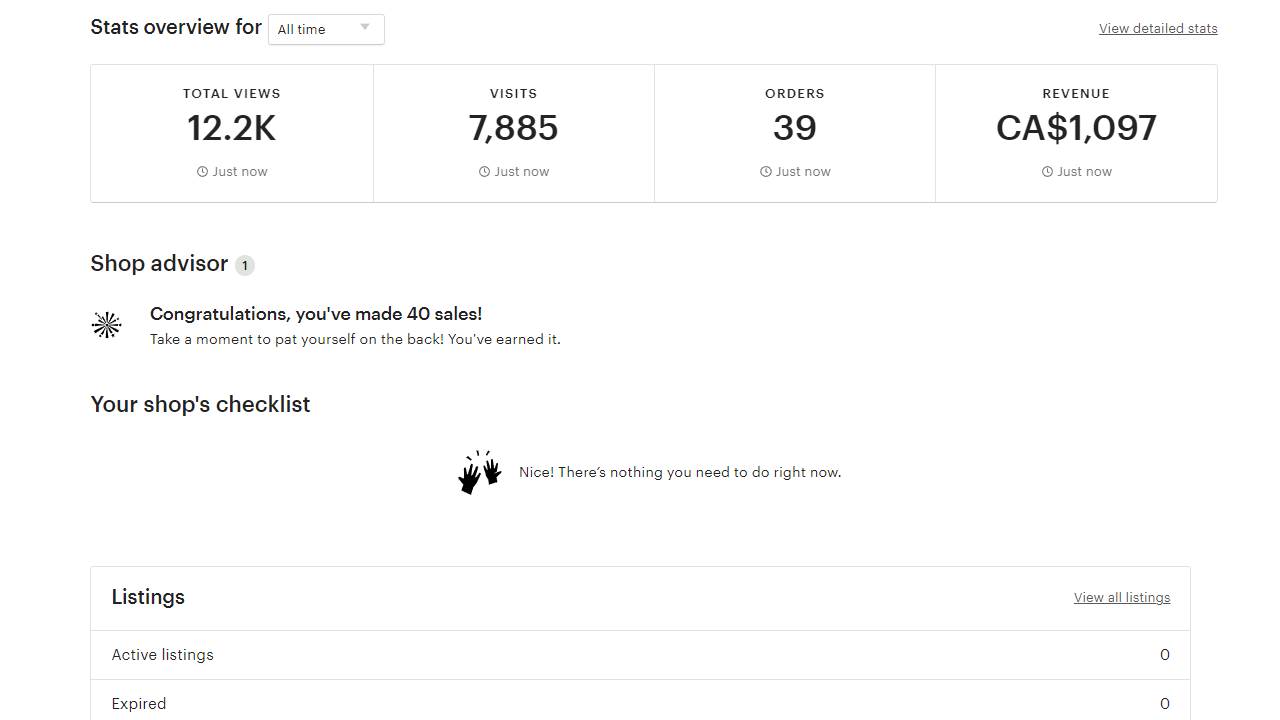 Stats overview for All time View detailed stats
TOTAL VIEWS VISITS ORDERS REVENUE
12.2K 7,885 39 CA$1,097
Just now Just now Just now Just now
Shop advisor 1
Congratulations, you've made 40 sales!
Take a moment to pat yourself on the back! You've earned it.
Your shop's checklist
Nice! There’s nothing you need to do right now.
Listings View all listings
Active listings 0
Expired 0